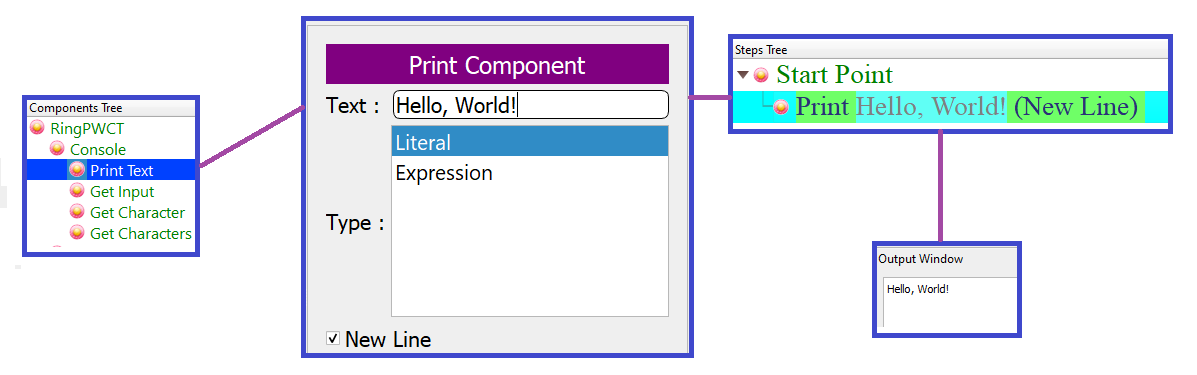 Components Tree
RingPWCT
Console
Print Text
Get Input
Get Character
Get Characters
Print Component
Text : Hello, World!
Literal
Expression
Type :
New Line
Steps Tree
Start Point
Print Hello, World! (New Line)
Output Window
Hello, World!